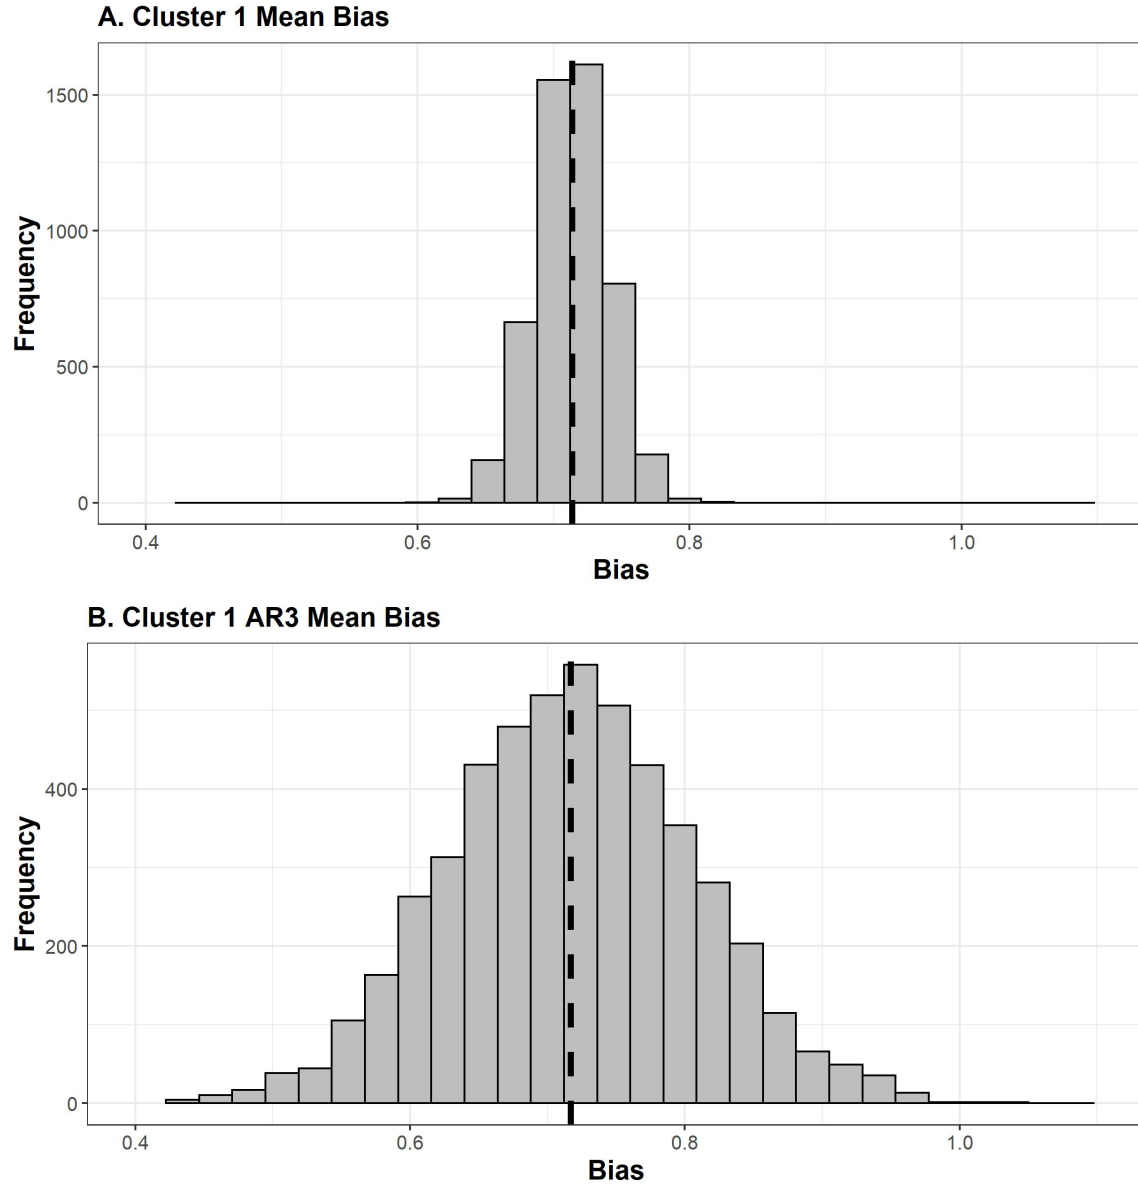 A. Cluster 1 Mean Bias
Frequency
1500
1000
500
0
0.4 0.6 0.8 1.0
Bias
B. Cluster 1 AR3 Mean Bias
Frequency
400
200
0
0.4 0.6 0.8 1.0
Bias